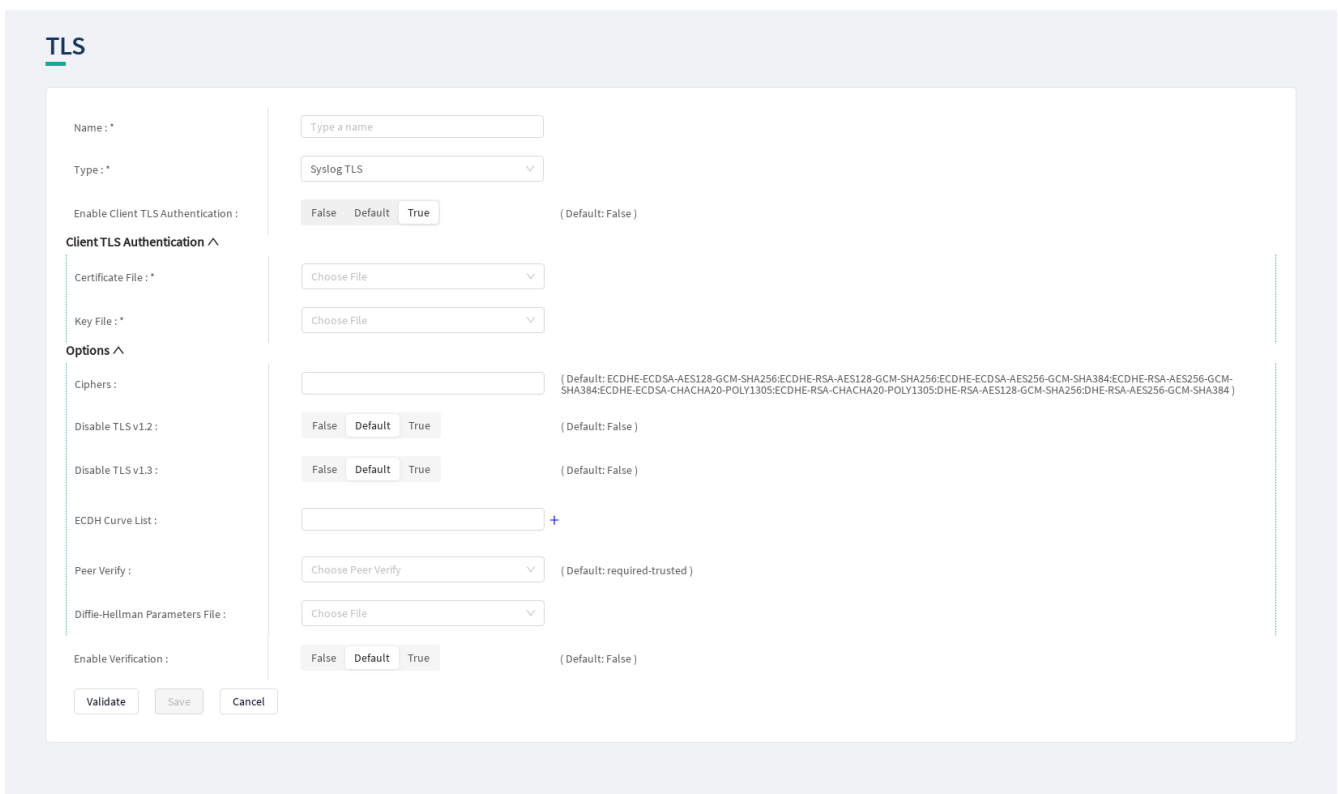 TLS
Name : *
Type a name
Type : *
Syslog TLS
Enable Client TLS Authentication :
False Default True
( Default: False )
Client TLS Authentication
Certificate File : *
Choose File
Key File : *
Choose File
Options
Ciphers :
( Default: ECDHE-ECDSA-AES128-GCM-SHA256:ECDHE-RSA-AES128-GCM-SHA256:ECDHE-ECDSA-AES256-GCM-SHA384:ECDHE-RSA-AES256-GCM-
SHA384:ECDHE-ECDSA-CHACHA20-POLY1305:ECDHE-RSA-CHACHA20-POLY1305:DHE-RSA-AES128-GCM-SHA256:DHE-RSA-AES256-GCM-SHA384 )
Disable TLS v1.2 :
False Default True
( Default: False )
Disable TLS v1.3 :
False Default True
( Default: False )
ECDH Curve List :
+
Peer Verify :
Choose Peer Verify
( Default: required-trusted )
Diffie-Hellman Parameters File :
Choose File
Enable Verification :
False Default True
( Default: False )
Validate Save Cancel